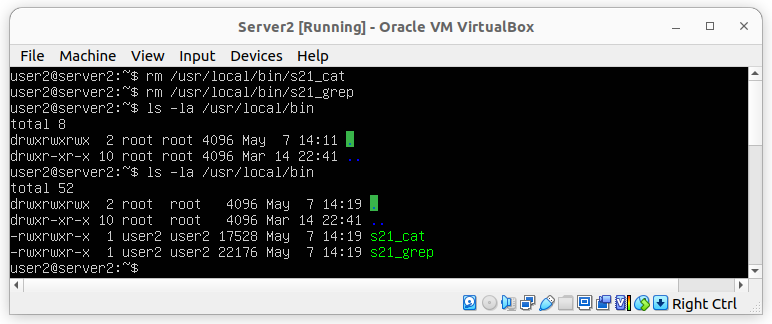 Server2 [Running] - Oracle VM VirtualBox
File Machine View Input Devices Help
user2@server2:~$ rm /usr/local/bin/s21_cat
user2@server2:~$ rm /usr/local/bin/s21_grep
user2@server2:~$ ls -la /usr/local/bin
total 8
drwxrwxrwx  2 root root 4096 May  7 14:11 .
drwxr-xr-x 10 root root 4096 Mar 14 22:41 ..
user2@server2:~$ ls -la /usr/local/bin
total 52
drwxrwxrwx  2 root  root   4096 May  7 14:19 .
drwxr-xr-x 10 root  root   4096 Mar 14 22:41 ..
-rwxrwxr-x  1 user2 user2 17528 May  7 14:19 s21_cat
-rwxrwxr-x  1 user2 user2 22176 May  7 14:19 s21_grep
user2@server2:~$
Right Ctrl